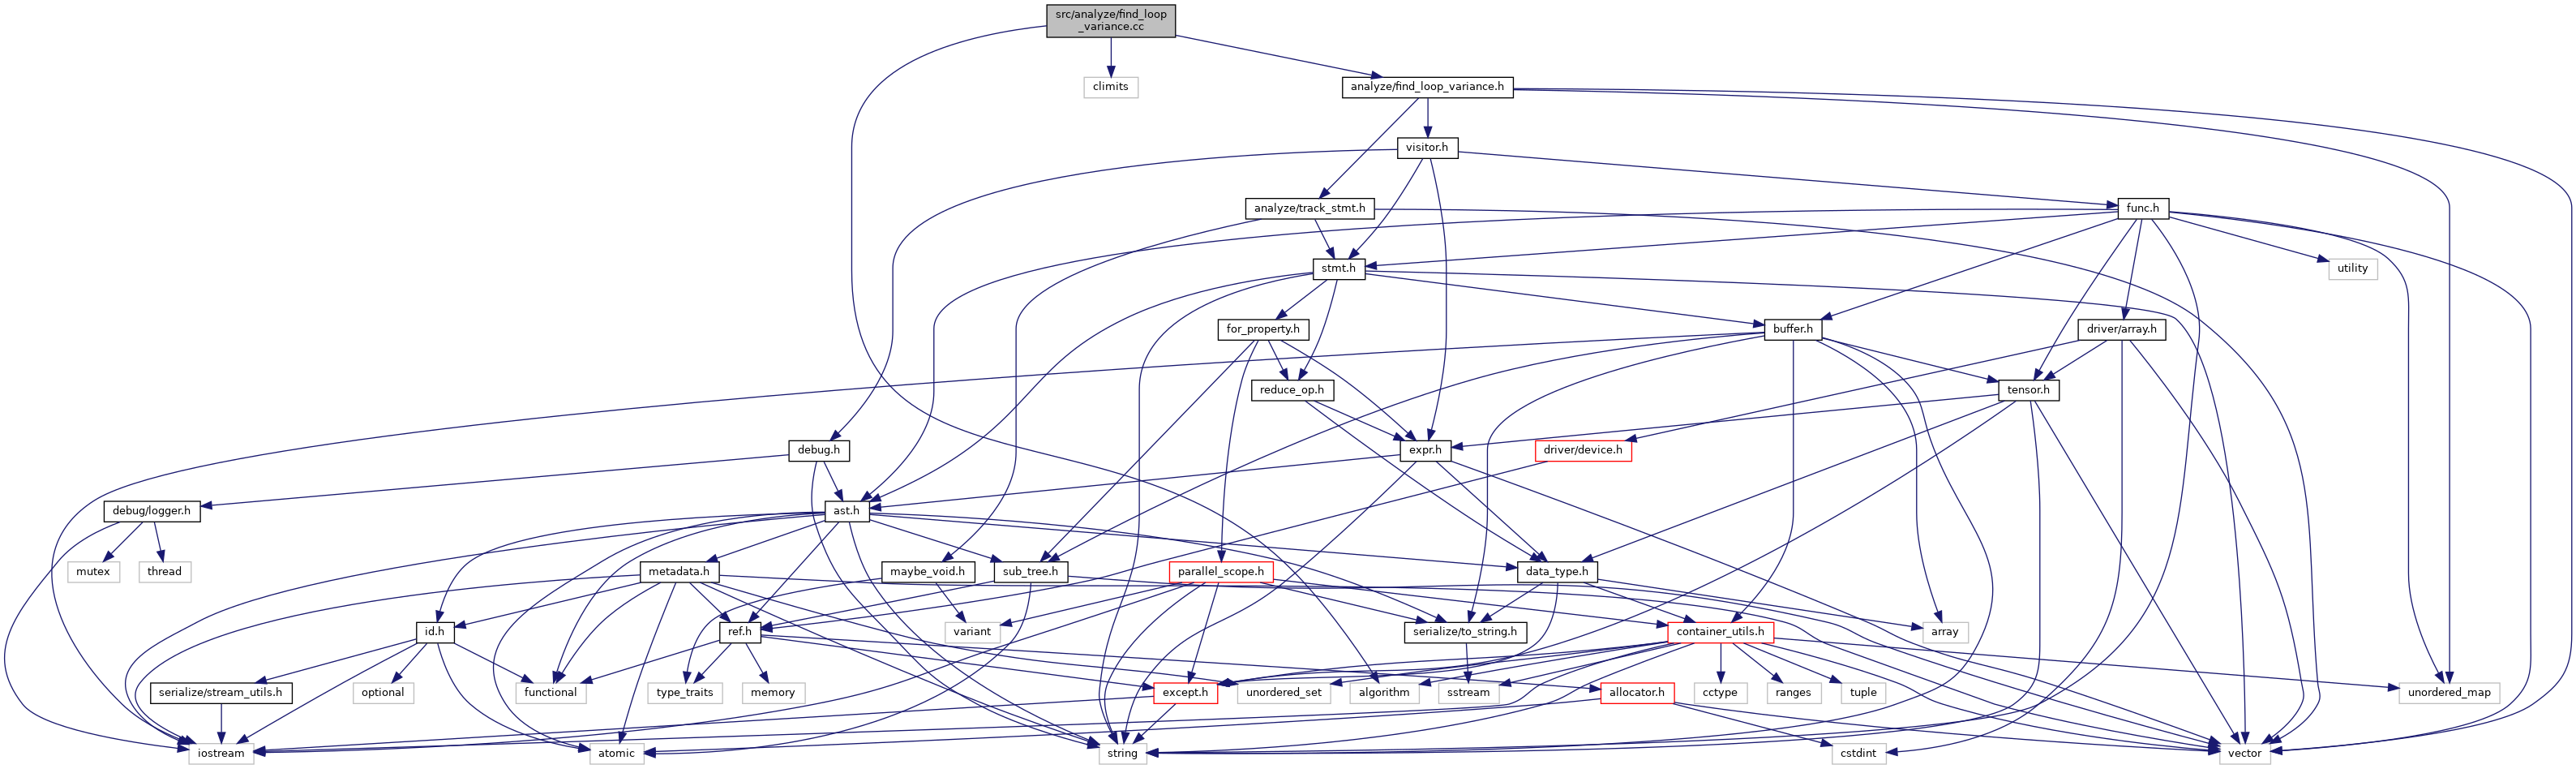 src/analyze/find_loop
_variance.cc
climits
analyze/find_loop_variance.h
visitor.h
analyze/track_stmt.h
func.h
stmt.h
utility
for_property.h
buffer.h
driver/array.h
reduce_op.h
tensor.h
debug.h
expr.h
driver/device.h
debug/logger.h
ast.h
mutex
thread
metadata.h
maybe_void.h
sub_tree.h
parallel_scope.h
data_type.h
id.h
ref.h
variant
serialize/to_string.h
container_utils.h
array
serialize/stream_utils.h
optional
functional
type_traits
memory
except.h
unordered_set
algorithm
sstream
allocator.h
cctype
ranges
tuple
unordered_map
iostream
atomic
string
cstdint
vector